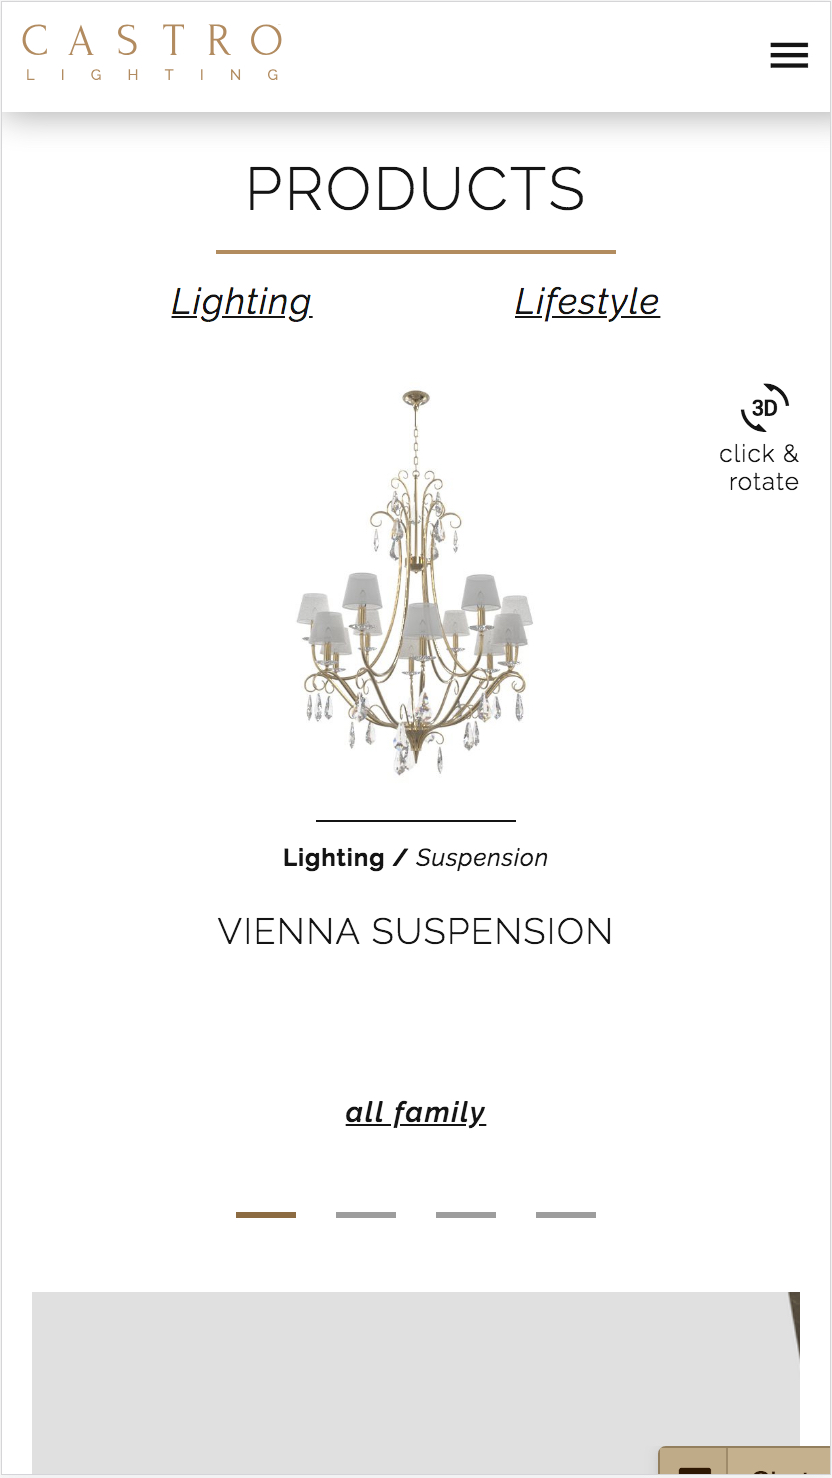 CASTRO
LIGHTING
PRODUCTS
Lighting
Lifestyle
3D
click &
rotate
Lighting / Suspension
VIENNA SUSPENSION
all family